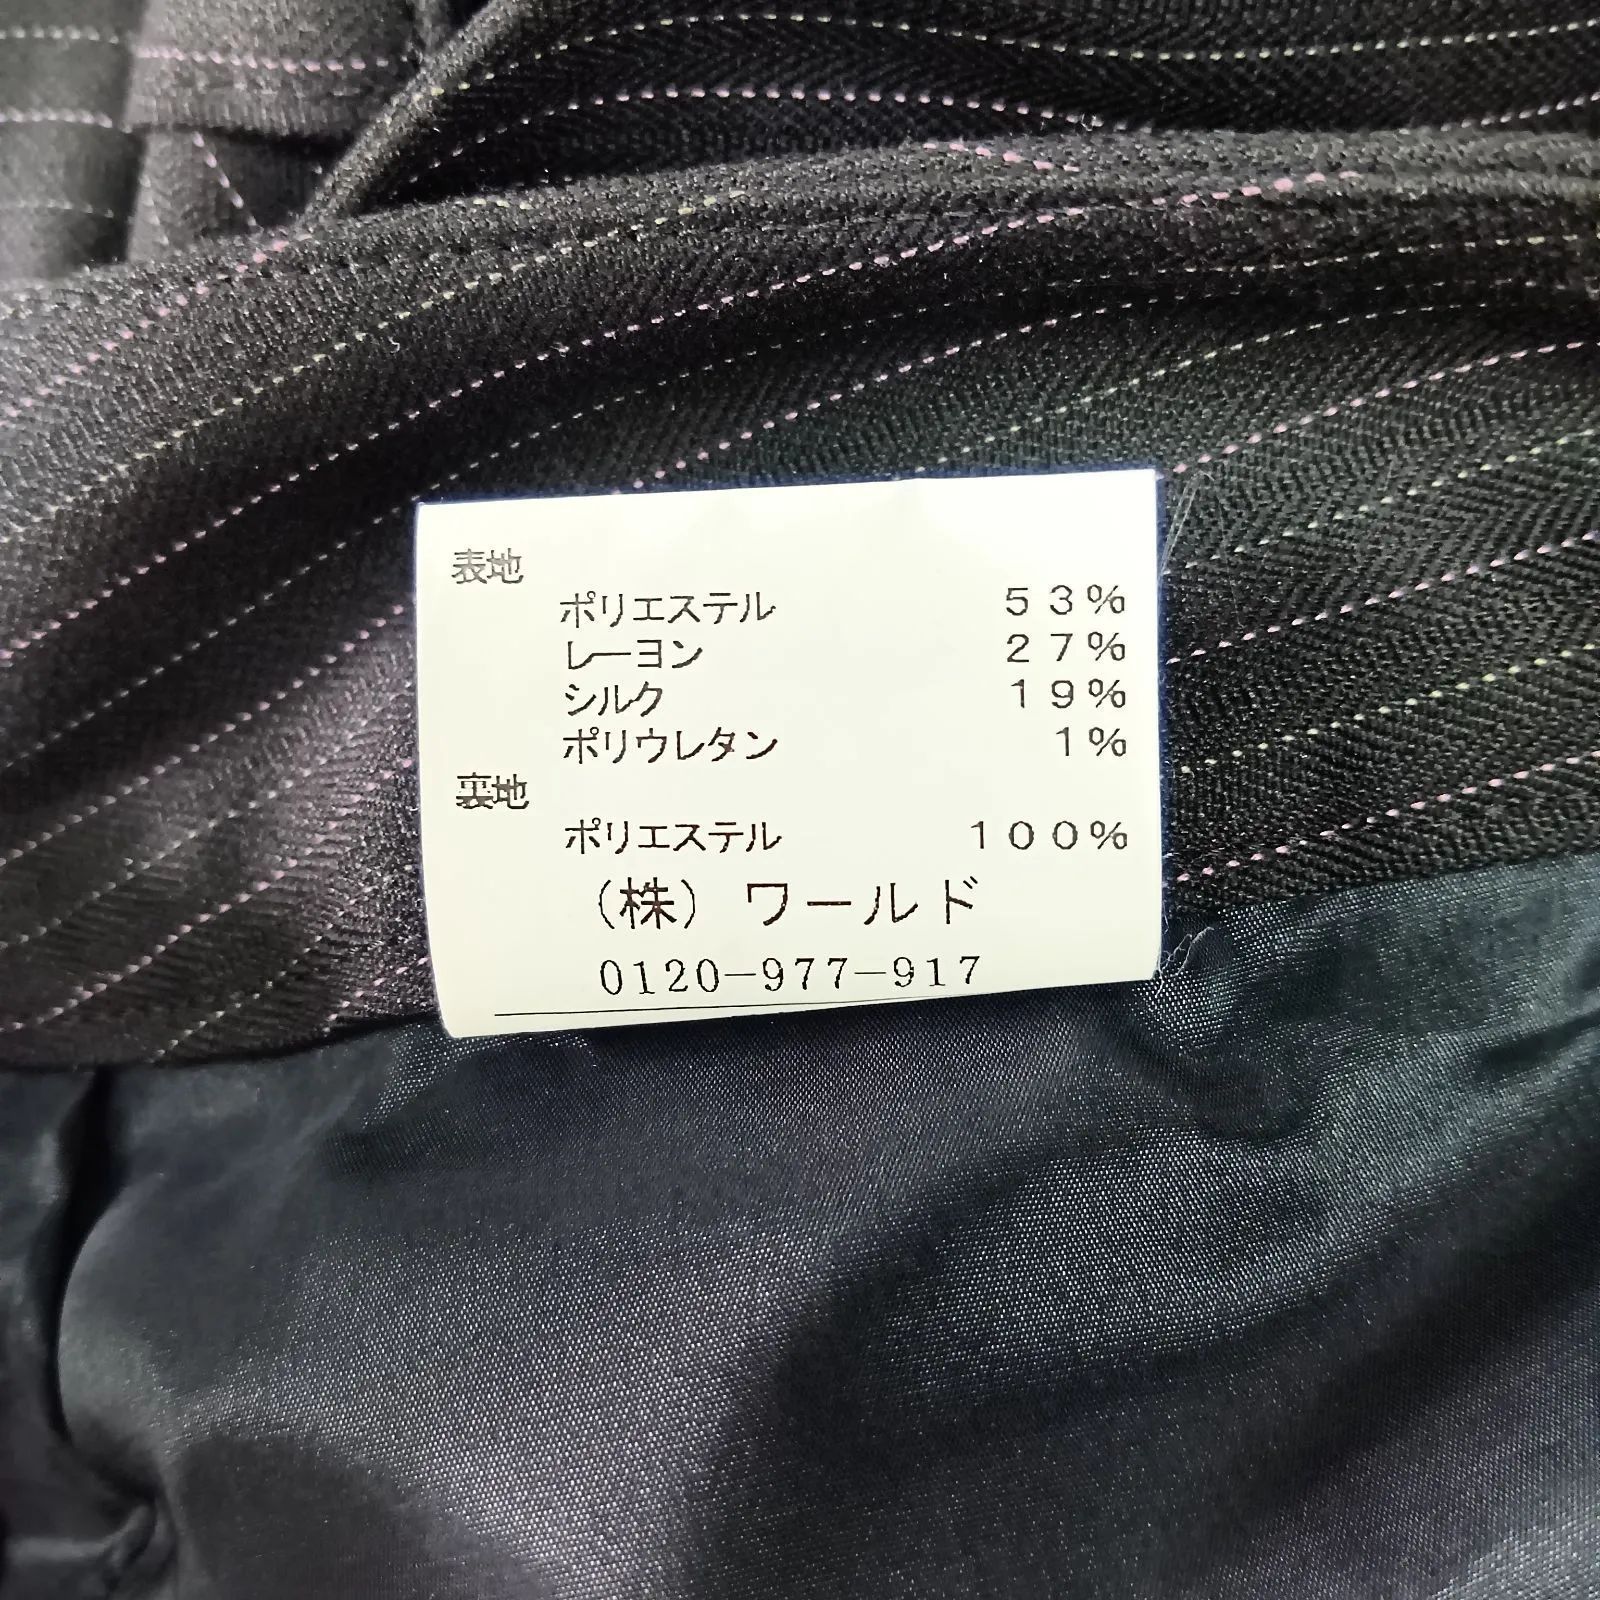 表地
ポリエステル 53%
レーヨン 27%
シルク 19%
ポリウレタン 1%
裏地
ポリエステル 100%
(株) ワールド
0120-977-917